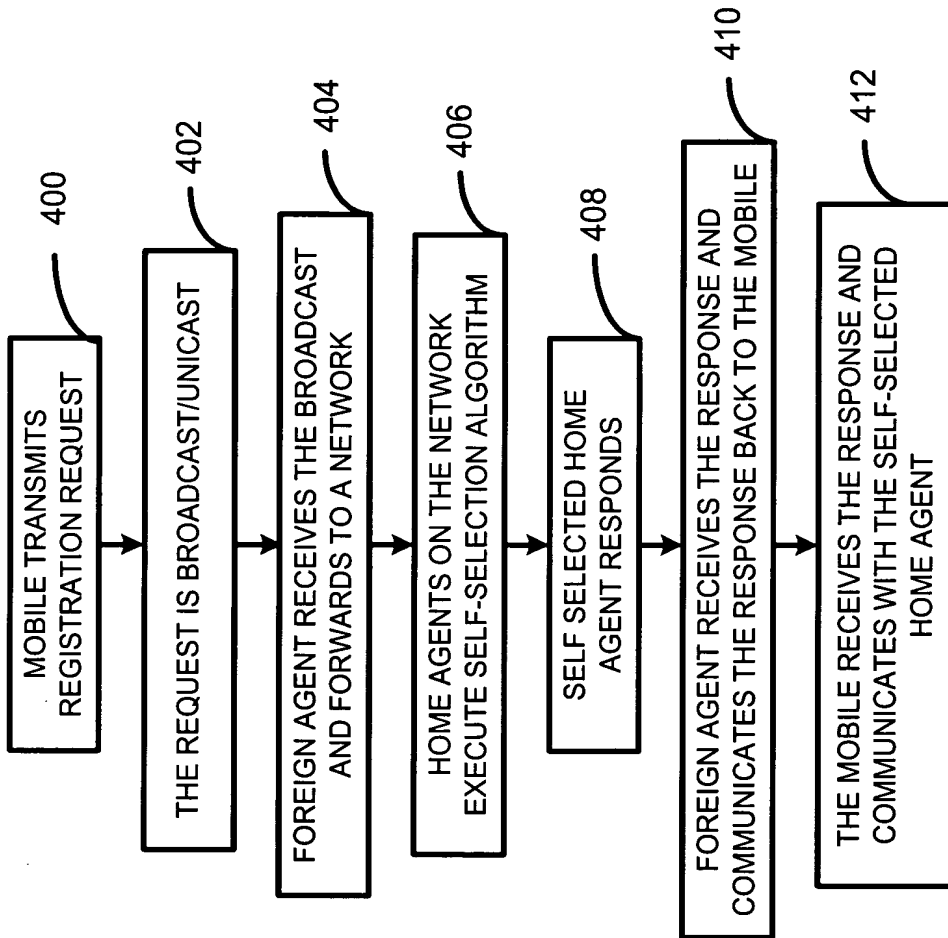 MOBILE TRANSMITS
REGISTRATION REQUEST
400
THE REQUEST IS BROADCAST/UNICAST
402
FOREIGN AGENT RECEIVES THE BROADCAST
AND FORWARDS TO A NETWORK
404
HOME AGENTS ON THE NETWORK
EXECUTE SELF-SELECTION ALGORITHM
406
SELF SELECTED HOME
AGENT RESPONDS
408
FOREIGN AGENT RECEIVES THE RESPONSE AND
COMMUNICATES THE RESPONSE BACK TO THE MOBILE
410
THE MOBILE RECEIVES THE RESPONSE AND
COMMUNICATES WITH THE SELF-SELECTED
HOME AGENT
412